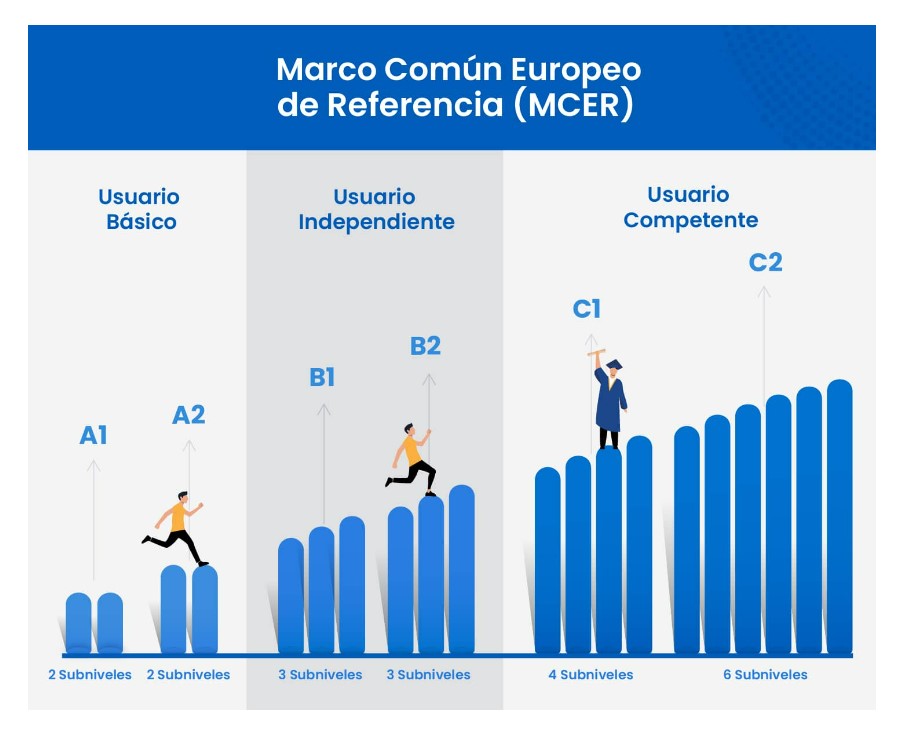 Marco Común Europeo
de Referencia (MCER)
Usuario
Básico
Usuario
Independiente
Usuario
Competente
A1
A2
B1
B2
C1
C2
2 Subniveles
2 Subniveles
3 Subniveles
3 Subniveles
4 Subniveles
6 Subniveles